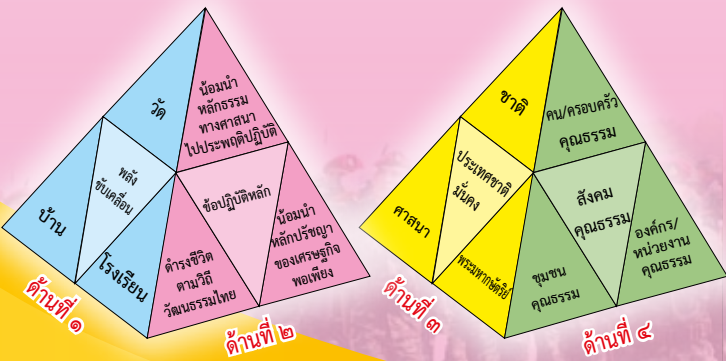 วัด
พลัง
ขับเคลื่อน
บ้าน
โรงเรียน
ด้านที่ ๑
น้อมนำ
หลักธรรม
ทางศาสนา
ไปประพฤติปฏิบัติ
ข้อปฏิบัติหลัก
ดำรงชีวิต
ตามวิถี
วัฒนธรรมไทย
น้อมนำ
หลักปรัชญา
ของเศรษฐกิจ
พอเพียง
ด้านที่ ๒
ชาติ
ประเทศชาติ
มั่นคง
ศาสนา
พระมหากษัตริย์
ด้านที่ ๓
คน/ครอบครัว
คุณธรรม
สังคม
คุณธรรม
ชุมชน
คุณธรรม
องค์กร/
หน่วยงาน
คุณธรรม
ด้านที่ ๔